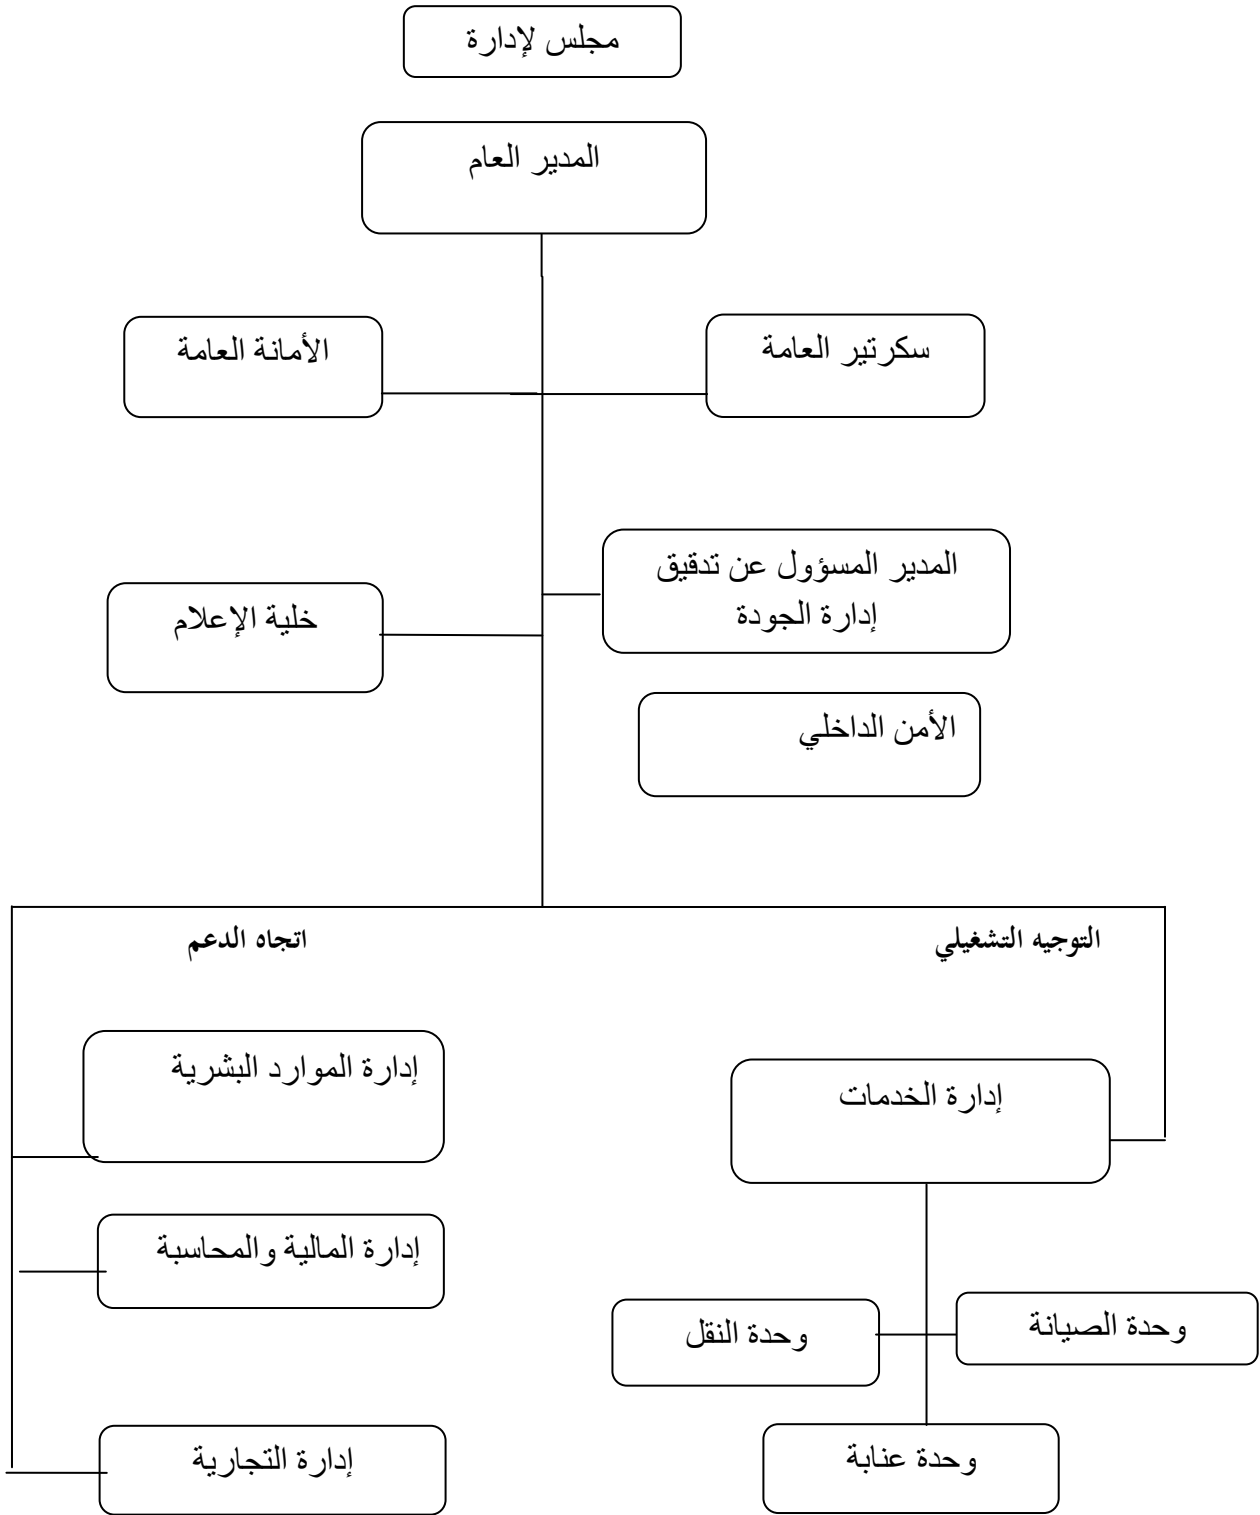 مجلس لإدارة
المدير العام
سكرتير العامة
الأمانة العامة
المدير المسؤول عن تدقيق
إدارة الجودة
خلية الإعلام
الأمن الداخلي
التوجيه التشغيلي
اتجاه الدعم
إدارة الخدمات
إدارة الموارد البشرية
إدارة المالية والمحاسبة
وحدة الصيانة
وحدة النقل
وحدة عنابة
إدارة التجارية